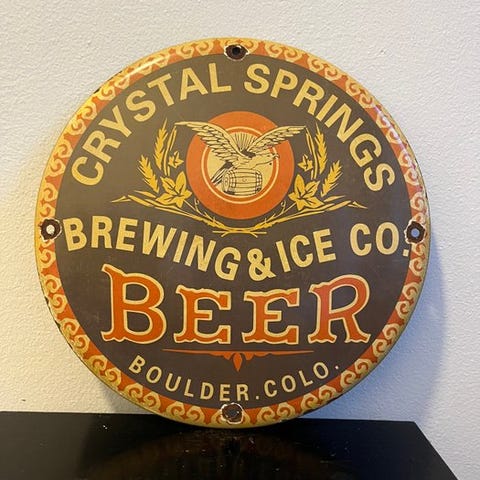 CRYSTAL SPRINGS
BREWING & ICE CO.
BEER
BOULDER.COLO.